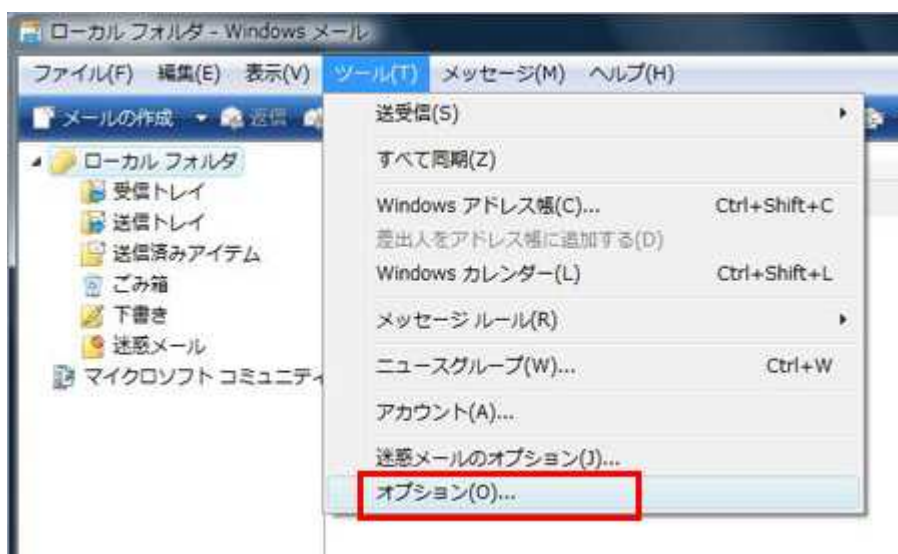 ローカル フォルダ - Windows メール
ファイル(F) 編集(E) 表示(V) ツール(T) メッセージ(M) ヘルプ(H)
メールの作成 返信
ローカル フォルダ
受信トレイ
送信トレイ
送信済みアイテム
ごみ箱
下書き
迷惑メール
マイクロソフト コミュニティ
送受信(S)
すべて同期(Z)
Windows アドレス帳(C)... Ctrl+Shift+C
差出人をアドレス帳に追加する(D)
Windows カレンダー(L) Ctrl+Shift+L
メッセージ ルール(R)
ニュースグループ(W)... Ctrl+W
アカウント(A)...
迷惑メールのオプション(J)...
オプション(O)...